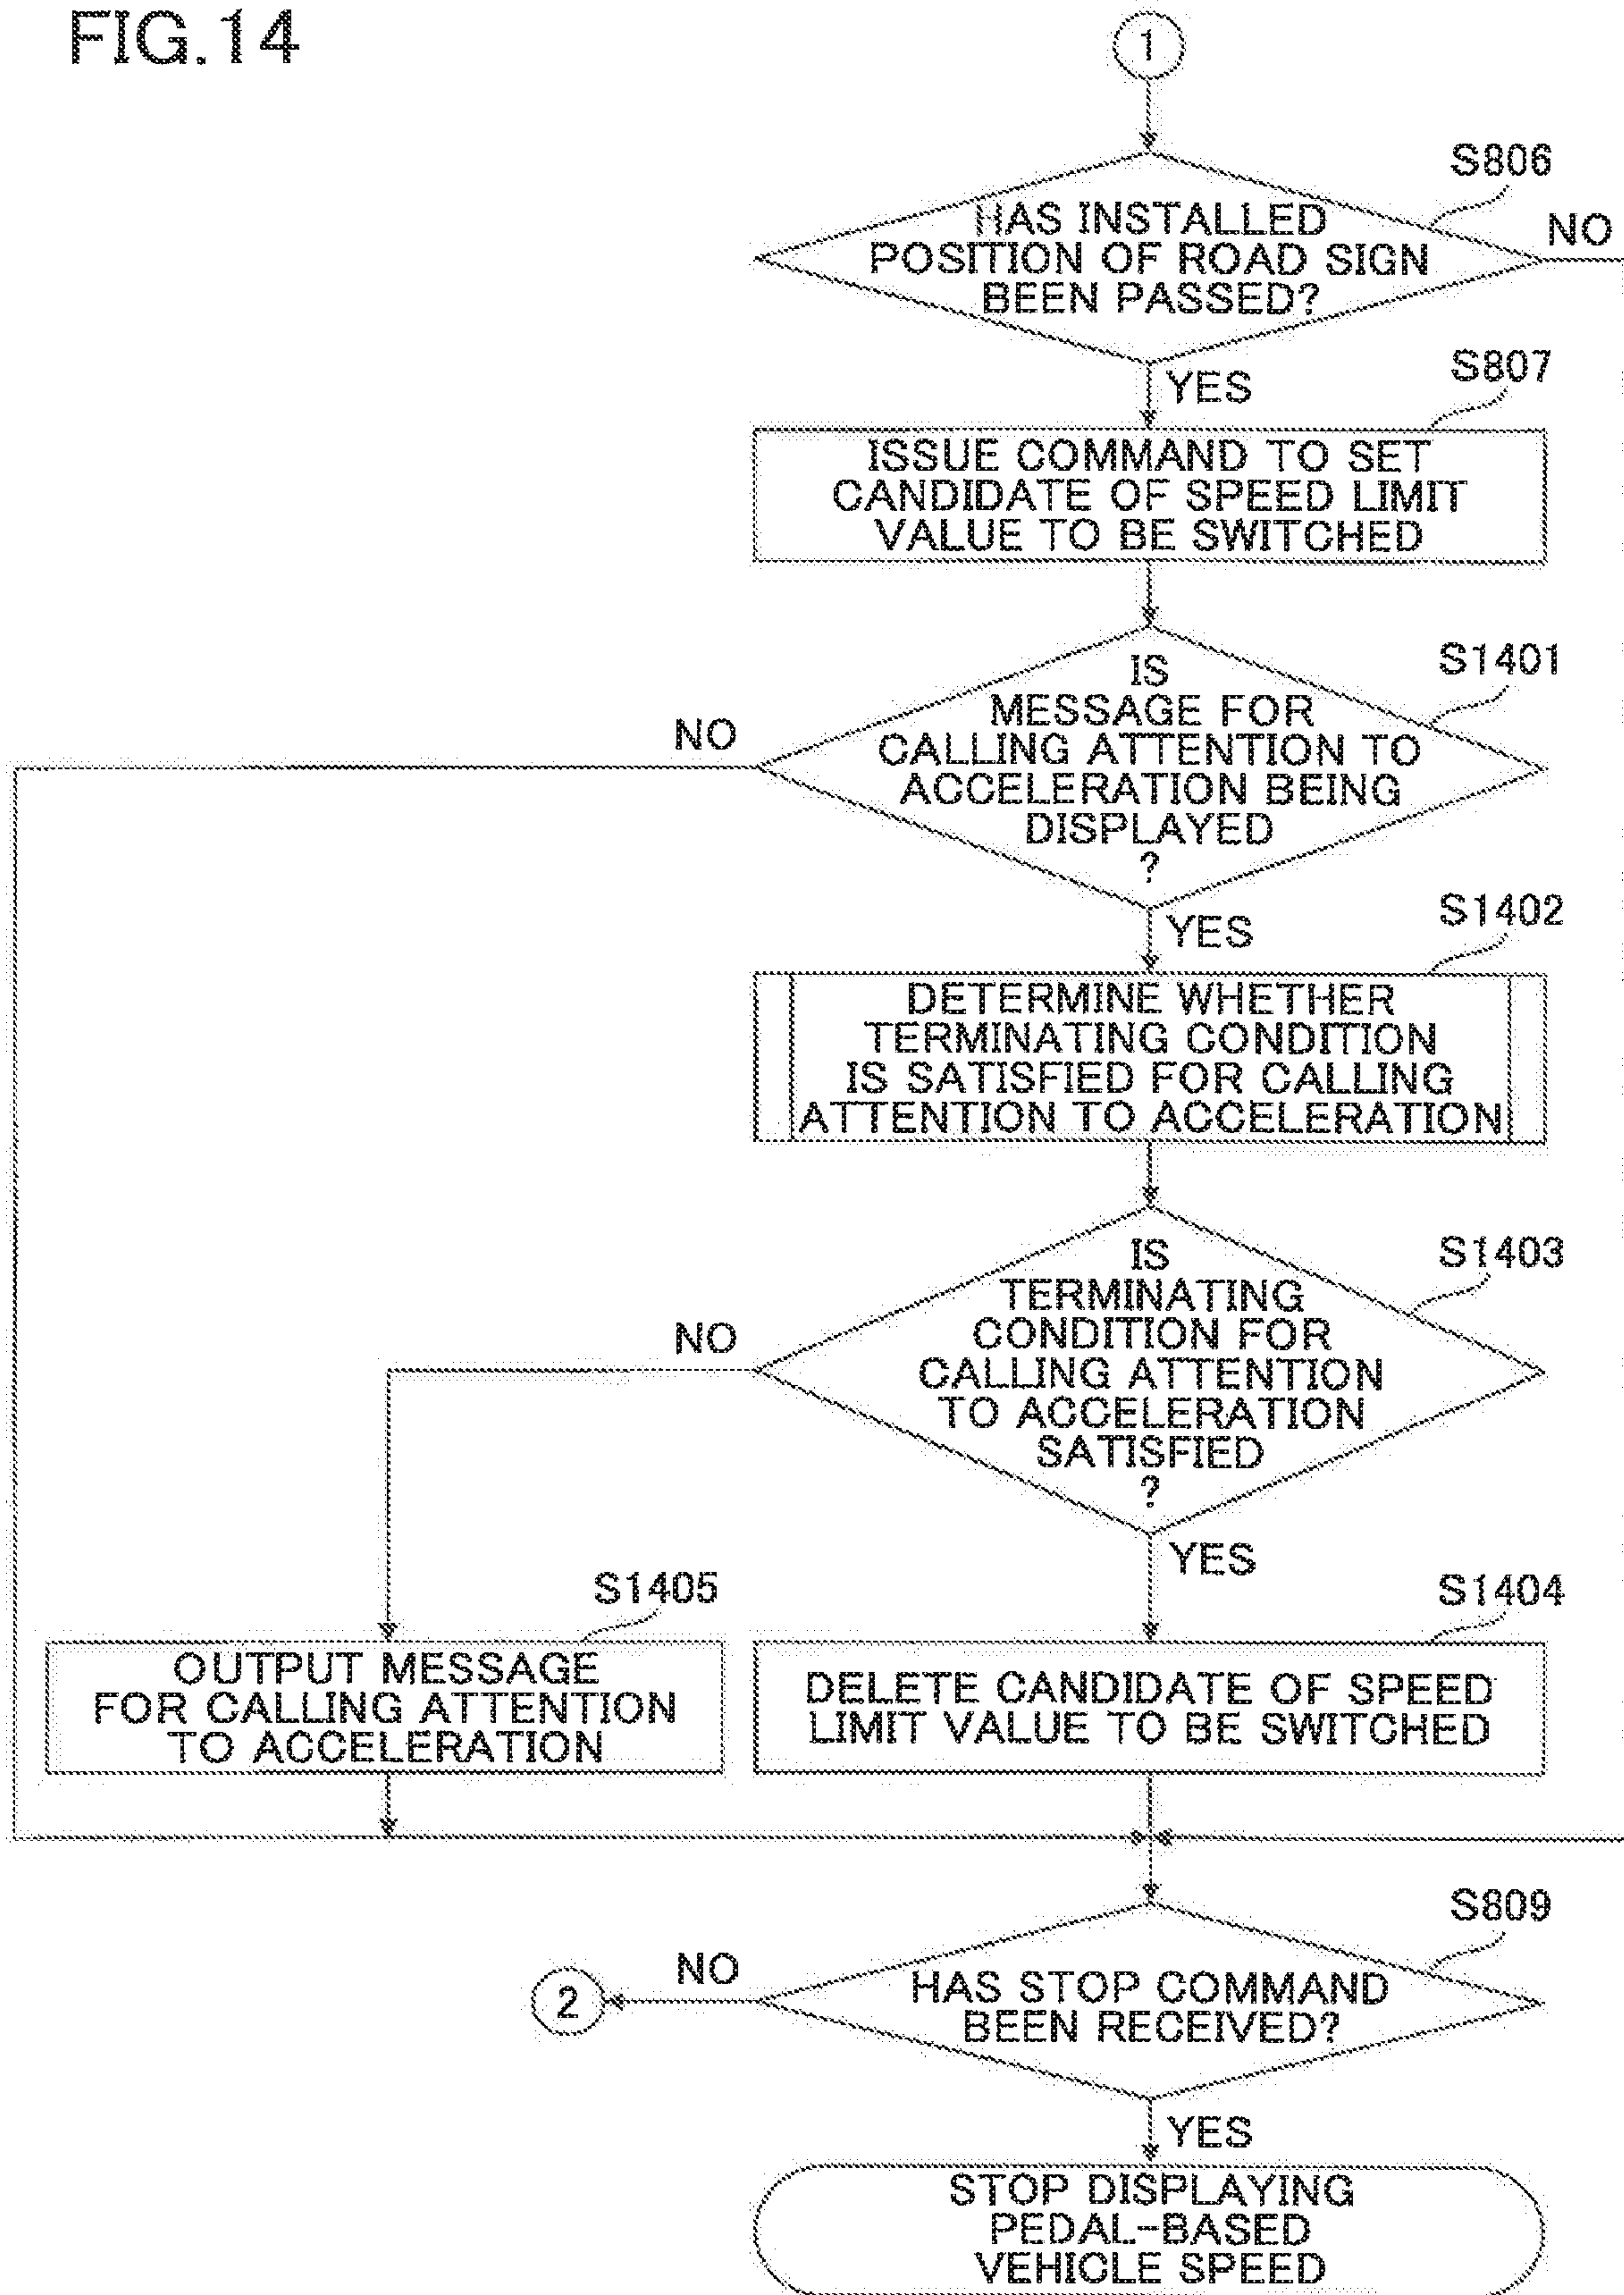 FIG.14
1
S806
HAS INSTALLED
POSITION OF ROAD SIGN
BEEN PASSED?
NO
YES
S807
ISSUE COMMAND TO SET
CANDIDATE OF SPEED LIMIT
VALUE TO BE SWITCHED
S1401
IS
MESSAGE FOR
CALLING ATTENTION TO
ACCELERATION BEING
DISPLAYED
?
NO
YES
S1402
DETERMINE WHETHER
TERMINATING CONDITION
IS SATISFIED FOR CALLING
ATTENTION TO ACCELERATION
S1403
IS
TERMINATING
CONDITION FOR
CALLING ATTENTION
TO ACCELERATION
SATISFIED
?
NO
YES
S1405
OUTPUT MESSAGE
FOR CALLING ATTENTION
TO ACCELERATION
S1404
DELETE CANDIDATE OF SPEED
LIMIT VALUE TO BE SWITCHED
S809
HAS STOP COMMAND
BEEN RECEIVED?
NO
2
YES
STOP DISPLAYING
PEDAL-BASED
VEHICLE SPEED